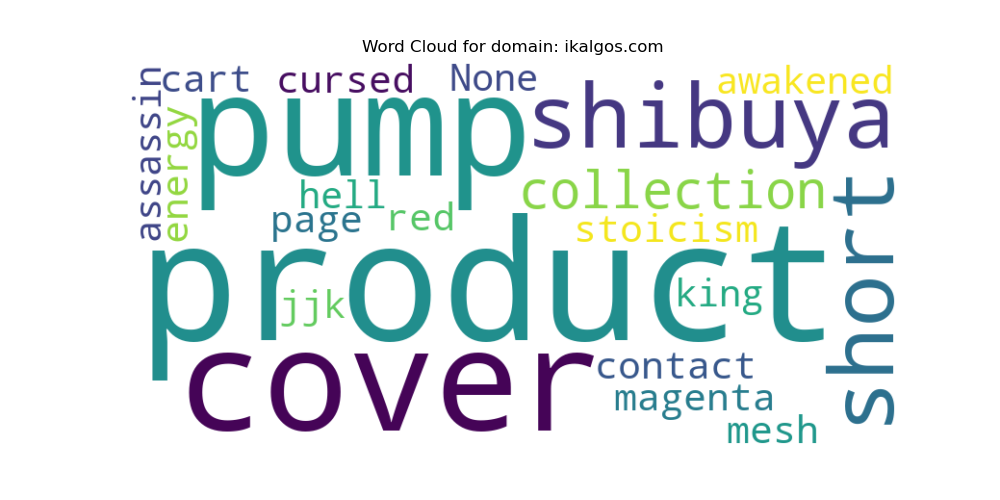 Word Cloud for domain: ikalgos.com
assassin
cart
cursed
None
awakened
energy
pump
shibuya
hell
collection
page
red
stoicism
short
product
jjk
king
cover
contact
magenta
mesh